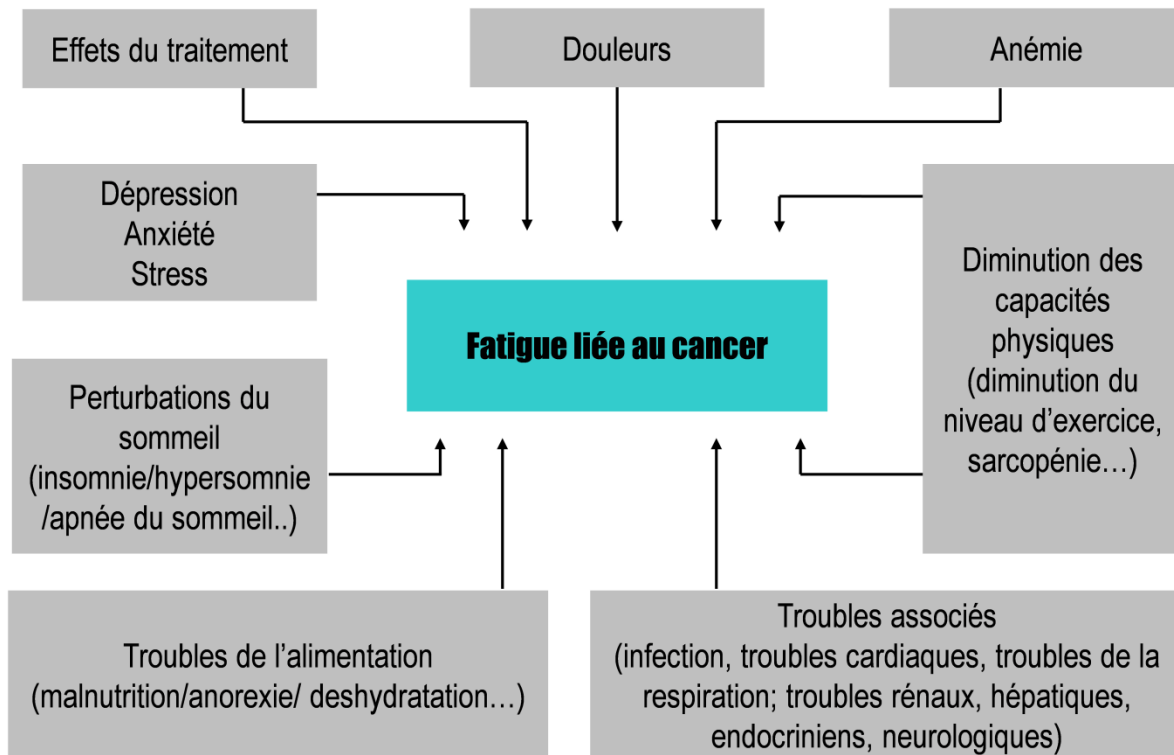 Effets du traitement
Douleurs
Anémie
Dépression
Anxiété
Stress
Diminution des
capacités
physiques
(diminution du
niveau d’exercice,
sarcopénie…)
Fatigue liée au cancer
Perturbations du
sommeil
(insomnie/hypersomnie
/apnée du sommeil..)
Troubles de l’alimentation
(malnutrition/anorexie/ deshydratation…)
Troubles associés
(infection, troubles cardiaques, troubles de la
respiration; troubles rénaux, hépatiques,
endocriniens, neurologiques)